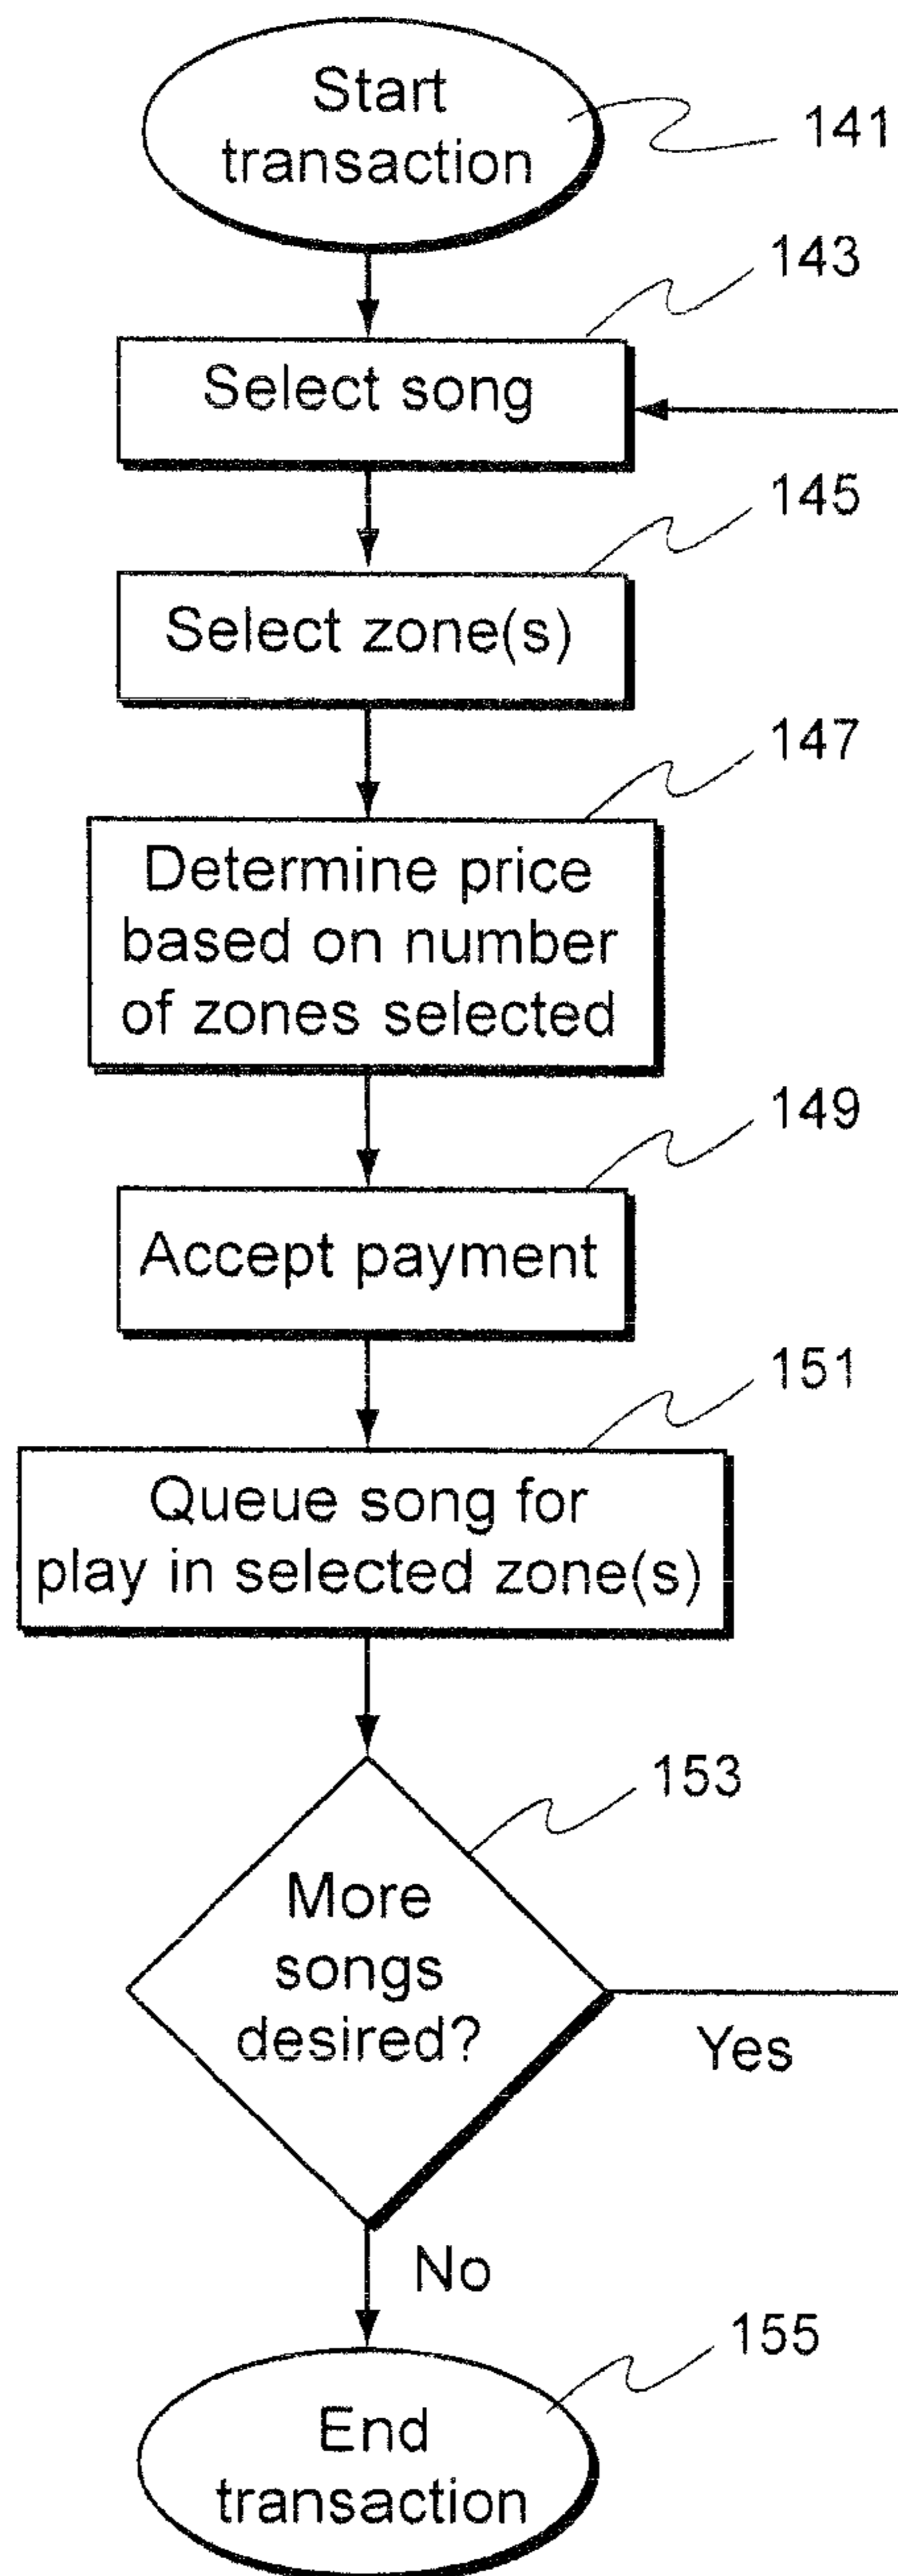 Start
transaction
141
143
Select song
145
Select zone(s)
147
Determine price
based on number
of zones selected
149
Accept payment
151
Queue song for
play in selected zone(s)
153
More
songs
desired?
Yes
No
155
End
transaction